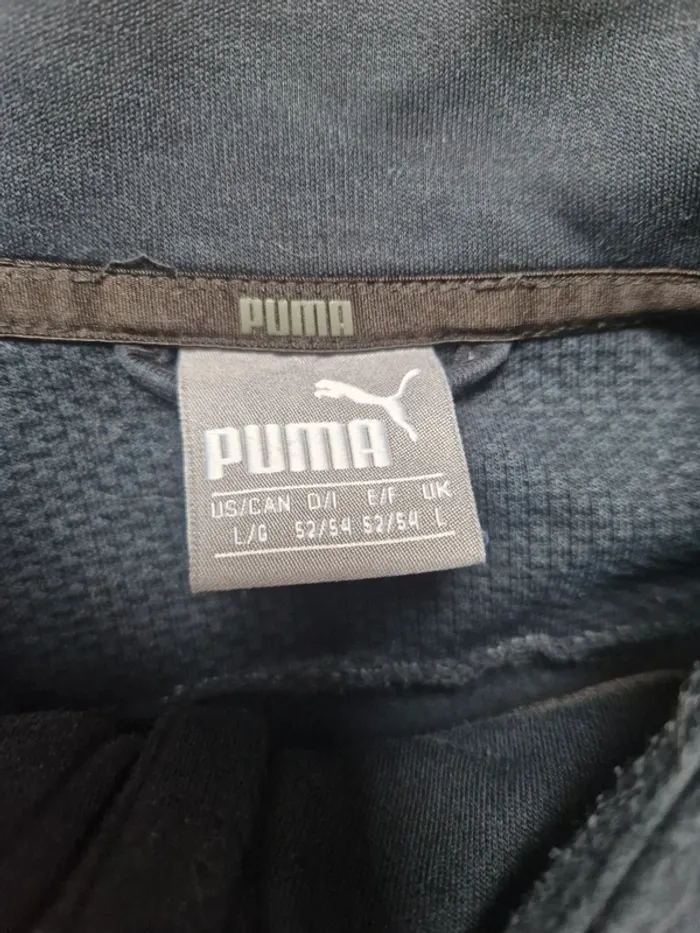 PUMA
PUMA
US/CAN D/I E/F UK
L/G 52/54 52/54 L